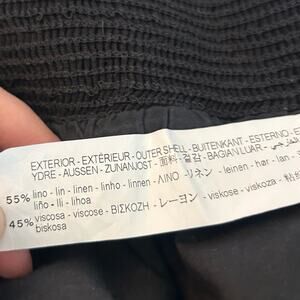 EXTERIOR - EXTÉRIEUR - OUTER SHELL - BUITENKANT - ESTERNO -
YDRE - AUSSEN - ZUNANJOST - 面料 - 겉감 - BAGIAN LUAR -
55% lino - lin - linen - linho - linnen - ΛΙΝΟ - リネン - leinen - hør - lan -
liño - lli - lihoa
45% viscosa - viscose - ΒΙΣΚΟΖΗ - レーヨン - viskose - viskoza -
biskosa